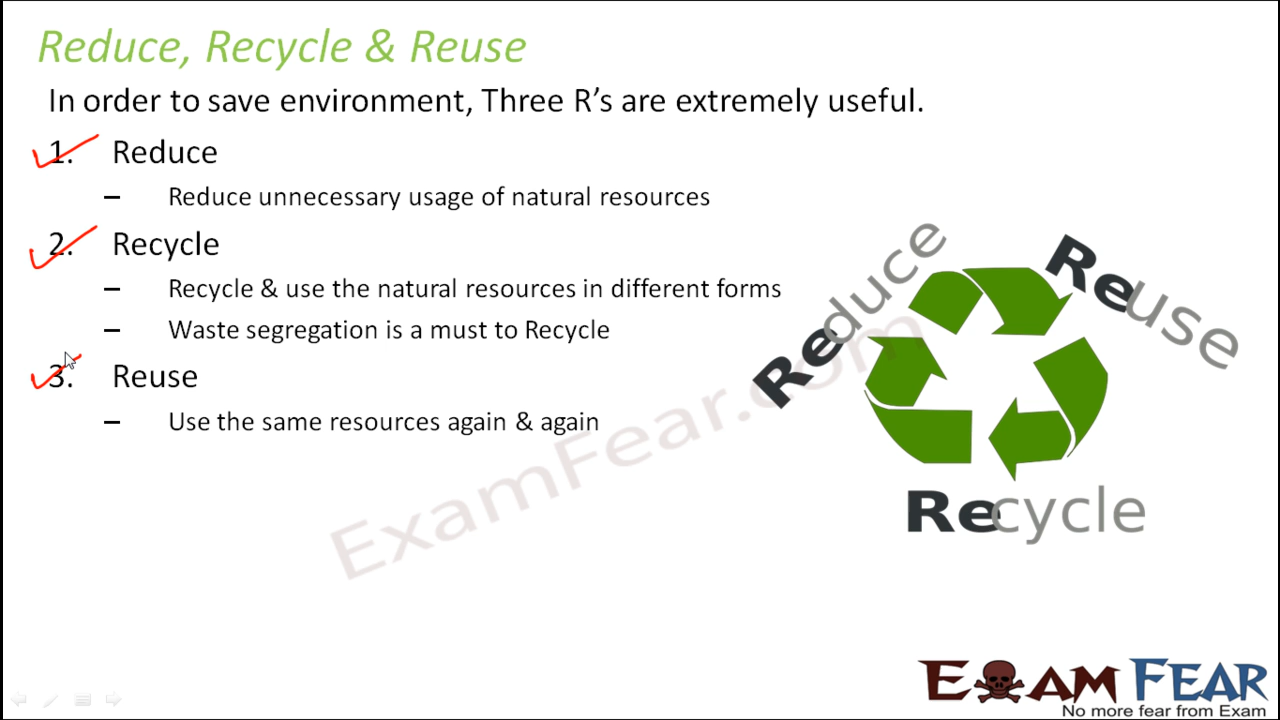 Reduce, Recycle & Reuse
In order to save environment, Three R's are extremely useful.
1. Reduce
– Reduce unnecessary usage of natural resources
2. Recycle
– Recycle & use the natural resources in different forms
– Waste segregation is a must to Recycle
3. Reuse
– Use the same resources again & again
Reduce
Reuse
Recycle
ExamFear.com
EXAM FEAR
No more fear from Exam